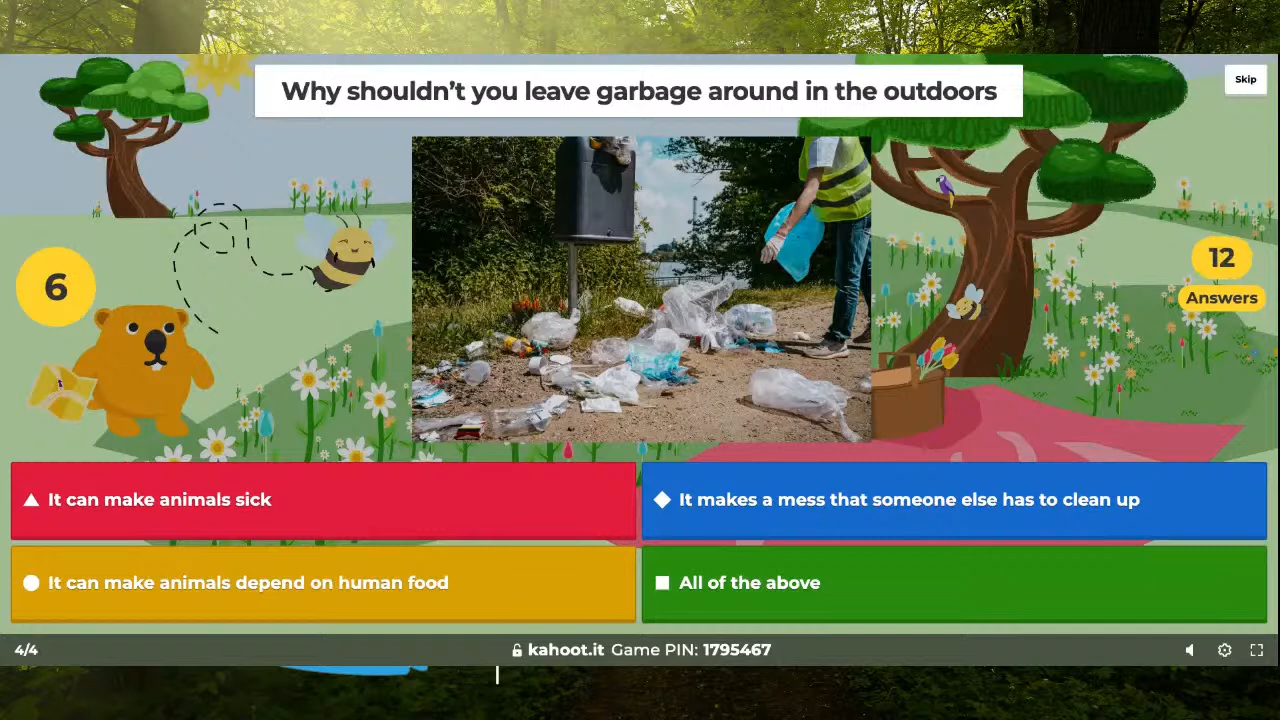 Why shouldn't you leave garbage around in the outdoors
Skip
6
12
Answers
It can make animals sick
It makes a mess that someone else has to clean up
It can make animals depend on human food
All of the above
4/4
kahoot.it Game PIN: 1795467